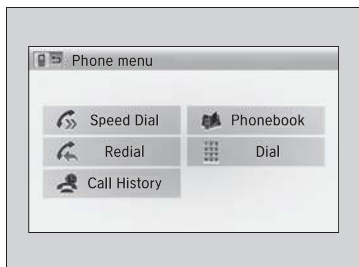 Phone menu
Speed Dial
Phonebook
Redial
Dial
Call History